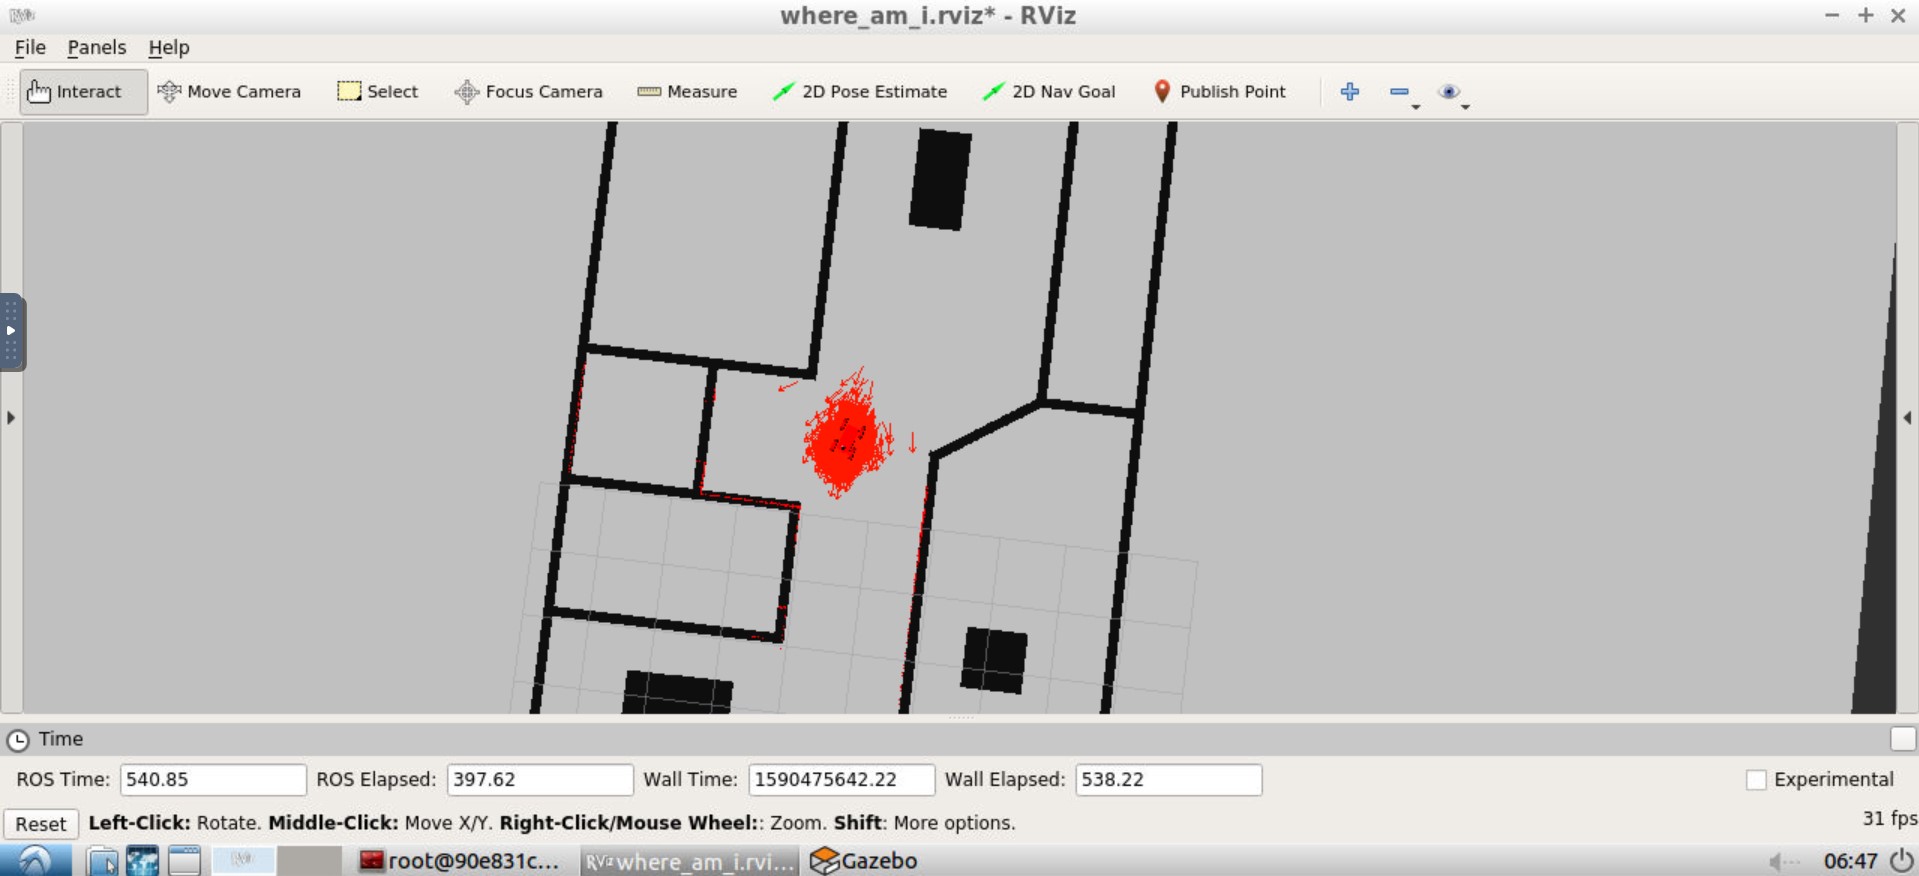 where_am_i.rviz* - RViz
File Panels Help
Interact Move Camera Select Focus Camera Measure 2D Pose Estimate 2D Nav Goal Publish Point
Time
ROS Time: 540.85 ROS Elapsed: 397.62 Wall Time: 1590475642.22 Wall Elapsed: 538.22 Experimental
Reset Left-Click: Rotate. Middle-Click: Move X/Y. Right-Click/Mouse Wheel:: Zoom. Shift: More options. 31 fps
root@90e831c... RViz where_am_i.rvi... Gazebo 06:47